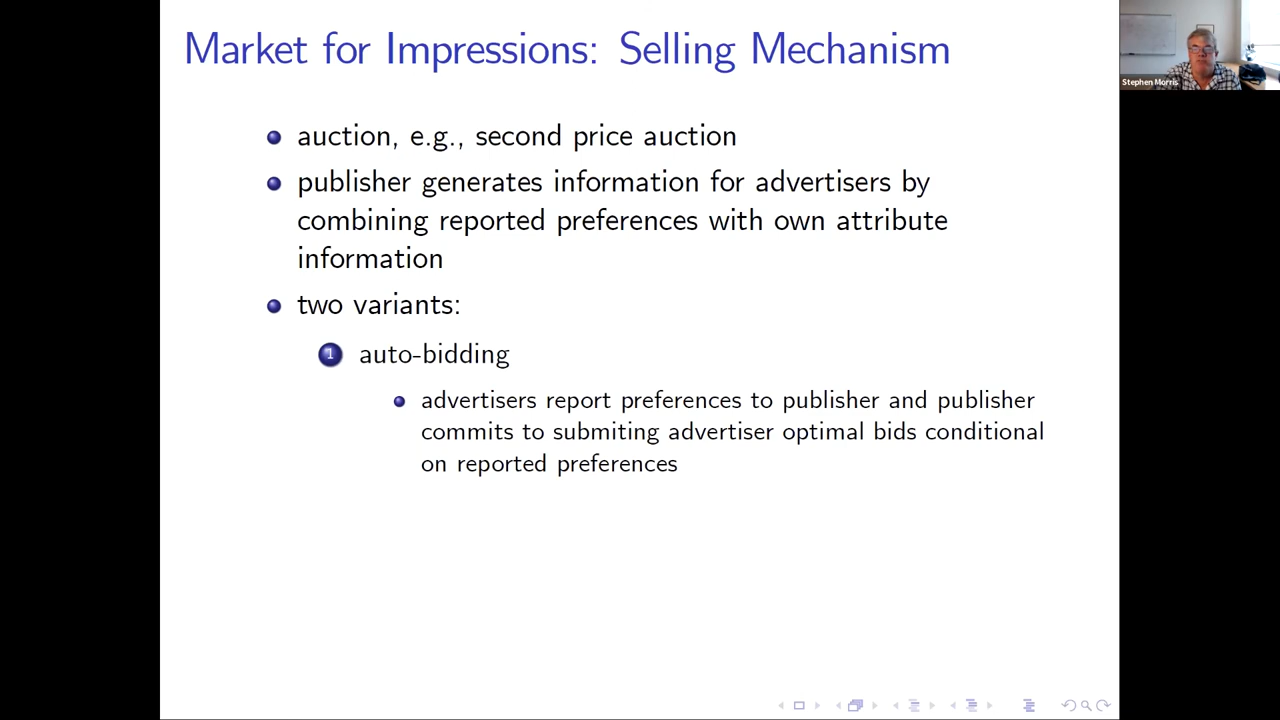 Market for Impressions: Selling Mechanism
Stephen Morris
auction, e.g., second price auction
publisher generates information for advertisers by
combining reported preferences with own attribute
information
two variants:
1 auto-bidding
advertisers report preferences to publisher and publisher
commits to submiting advertiser optimal bids conditional
on reported preferences